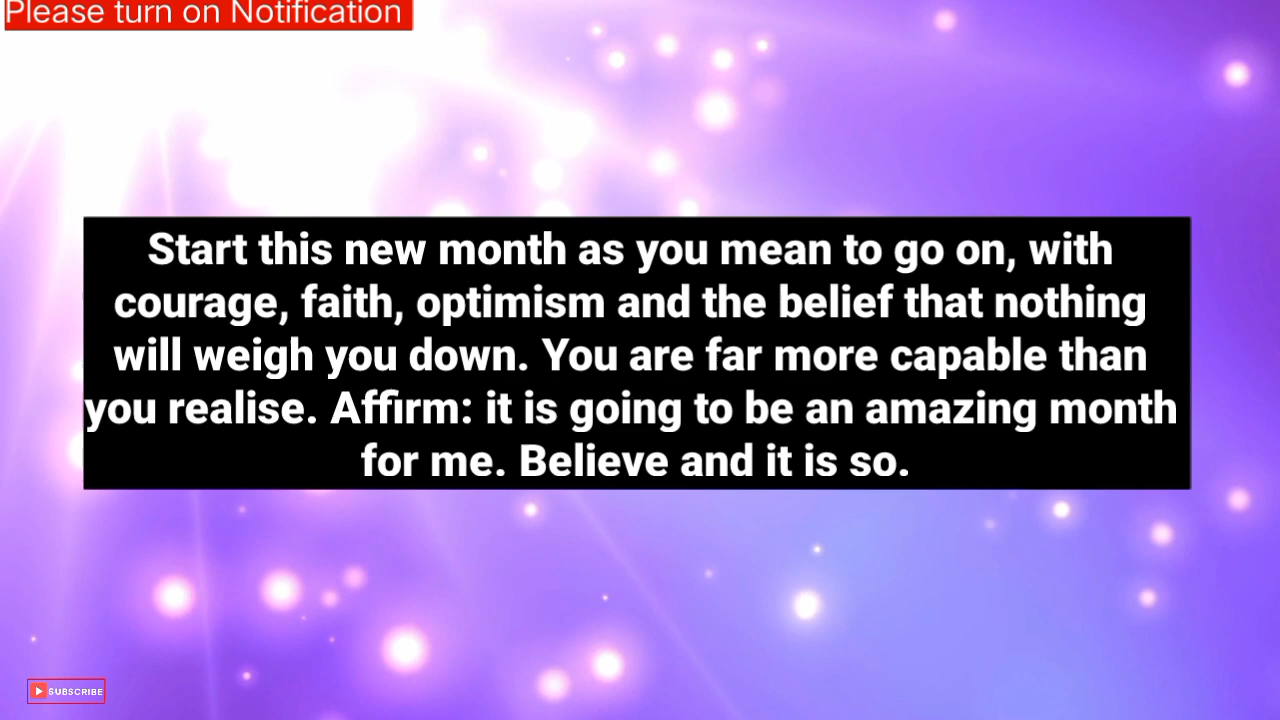 Please turn on Notification
Start this new month as you mean to go on, with
courage, faith, optimism and the belief that nothing
will weigh you down. You are far more capable than
you realise. Affirm: it is going to be an amazing month
for me. Believe and it is so.
SUBSCRIBE